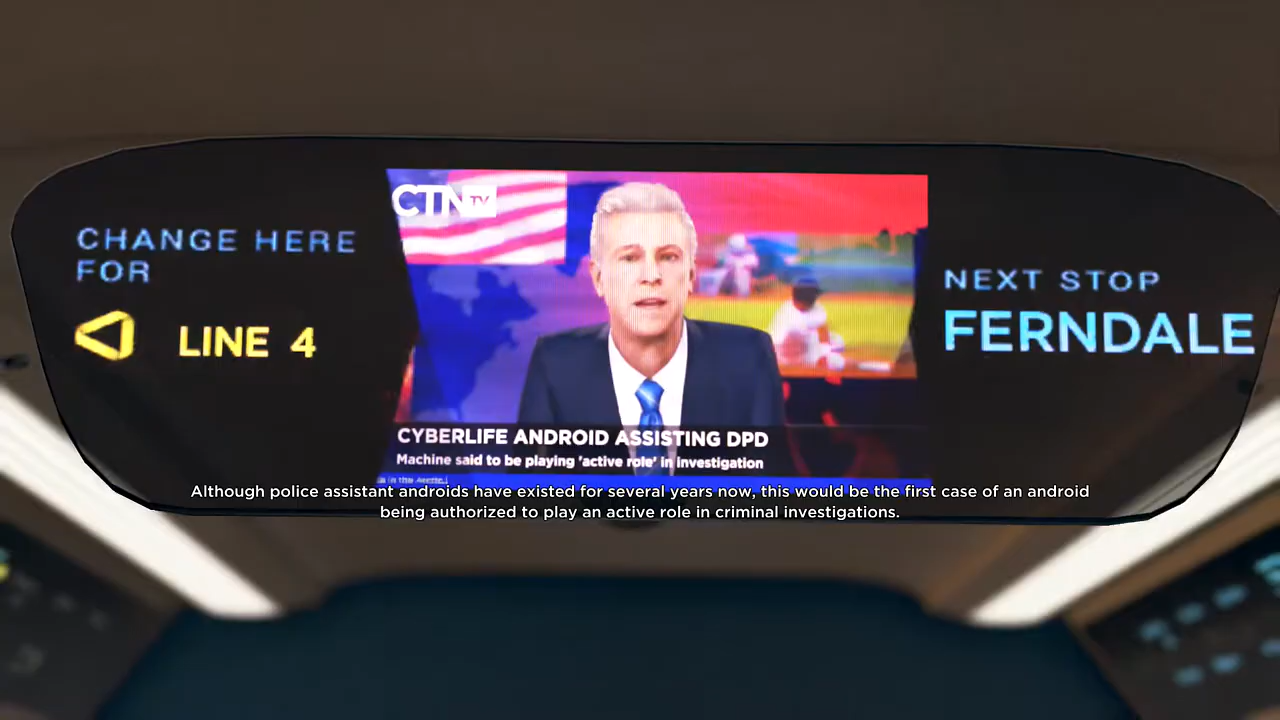 CHANGE HERE
FOR
LINE 4
CTN TV
CYBERLIFE ANDROID ASSISTING DPD
Machine said to be playing 'active role' in investigation
NEXT STOP
FERNDALE
Although police assistant androids have existed for several years now, this would be the first case of an android
being authorized to play an active role in criminal investigations.